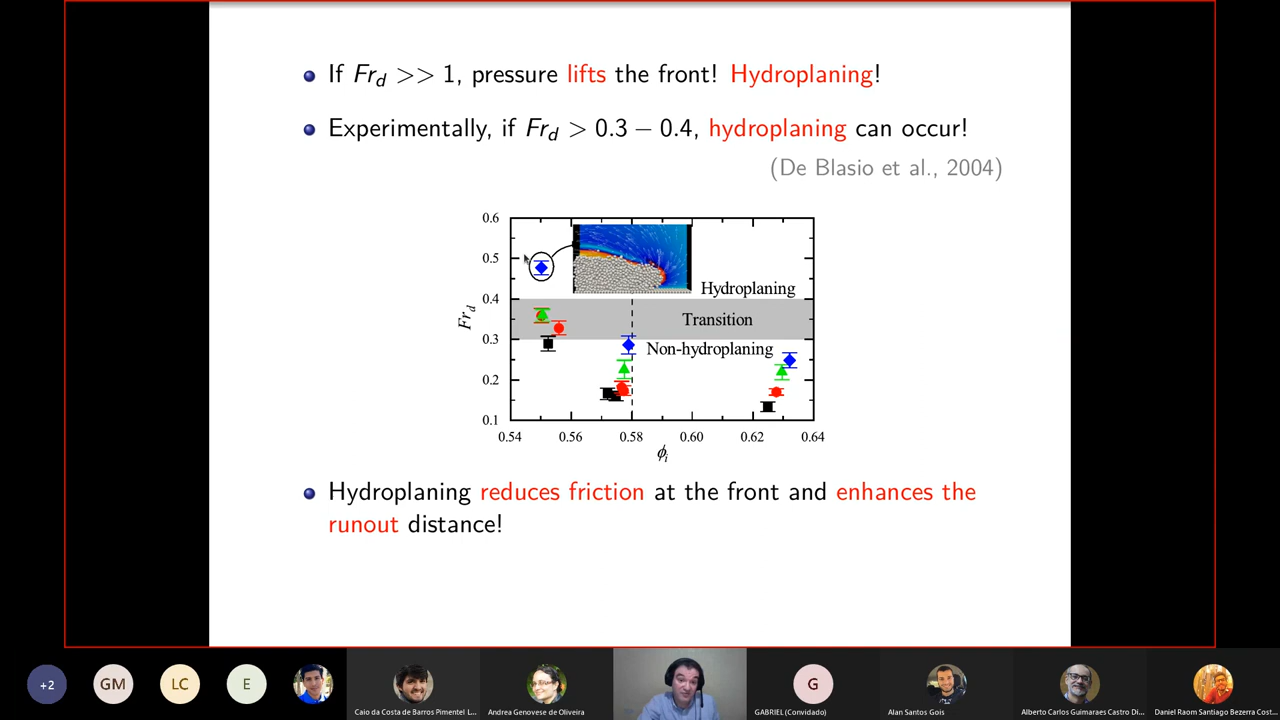 If Fr_d >> 1, pressure lifts the front! Hydroplaning!
Experimentally, if Fr_d > 0.3 − 0.4, hydroplaning can occur!
(De Blasio et al., 2004)
0.6
0.5
0.4
0.3
0.2
0.1
Fr_d
Hydroplaning
Transition
Non-hydroplaning
0.54 0.56 0.58 0.60 0.62 0.64
ϕ_i
Hydroplaning reduces friction at the front and enhances the
runout distance!
+2
GM
LC
E
G
Caio da Costa de Barros Pimentel L...
Andrea Genovese de Oliveira
GABRIEL (Convidado)
Alan Santos Gois
Alberto Carlos Guimaraes Castro Di...
Daniel Raom Santiago Bezerra Cost...